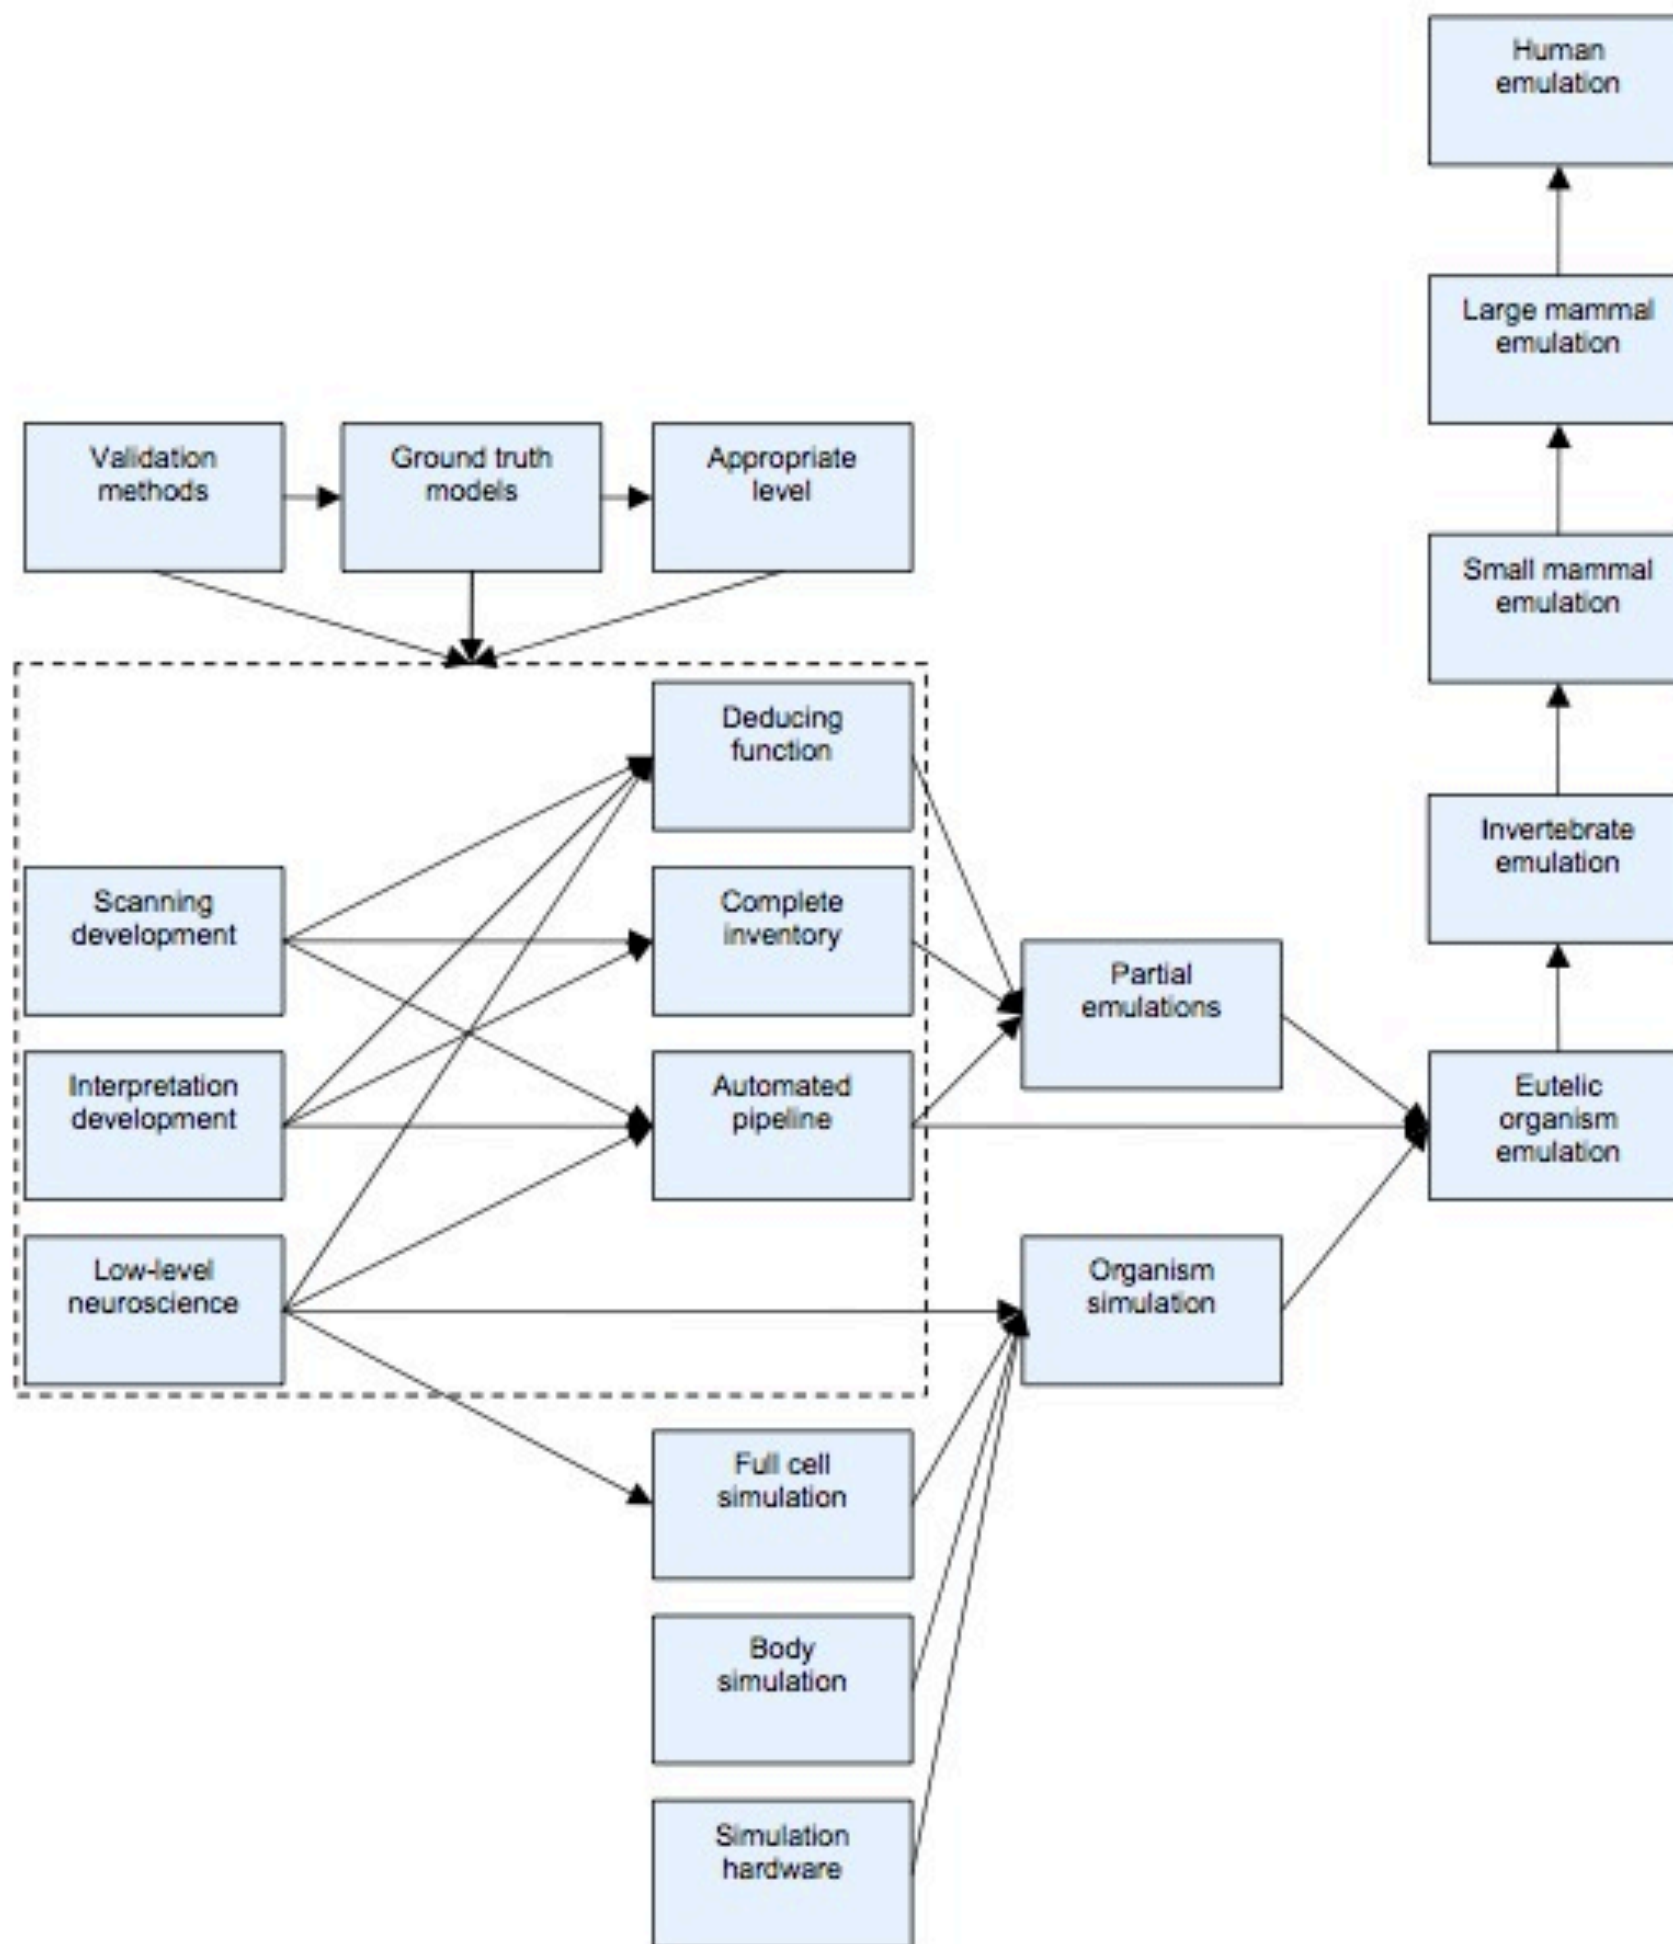 Human
emulation
Large mammal
emulation
Validation
methods
Ground truth
models
Appropriate
level
Small mammal
emulation
Deducing
function
Invertebrate
emulation
Scanning
development
Complete
inventory
Partial
emulations
Interpretation
development
Automated
pipeline
Eutelic
organism
emulation
Low-level
neuroscience
Organism
simulation
Full cell
simulation
Body
simulation
Simulation
hardware